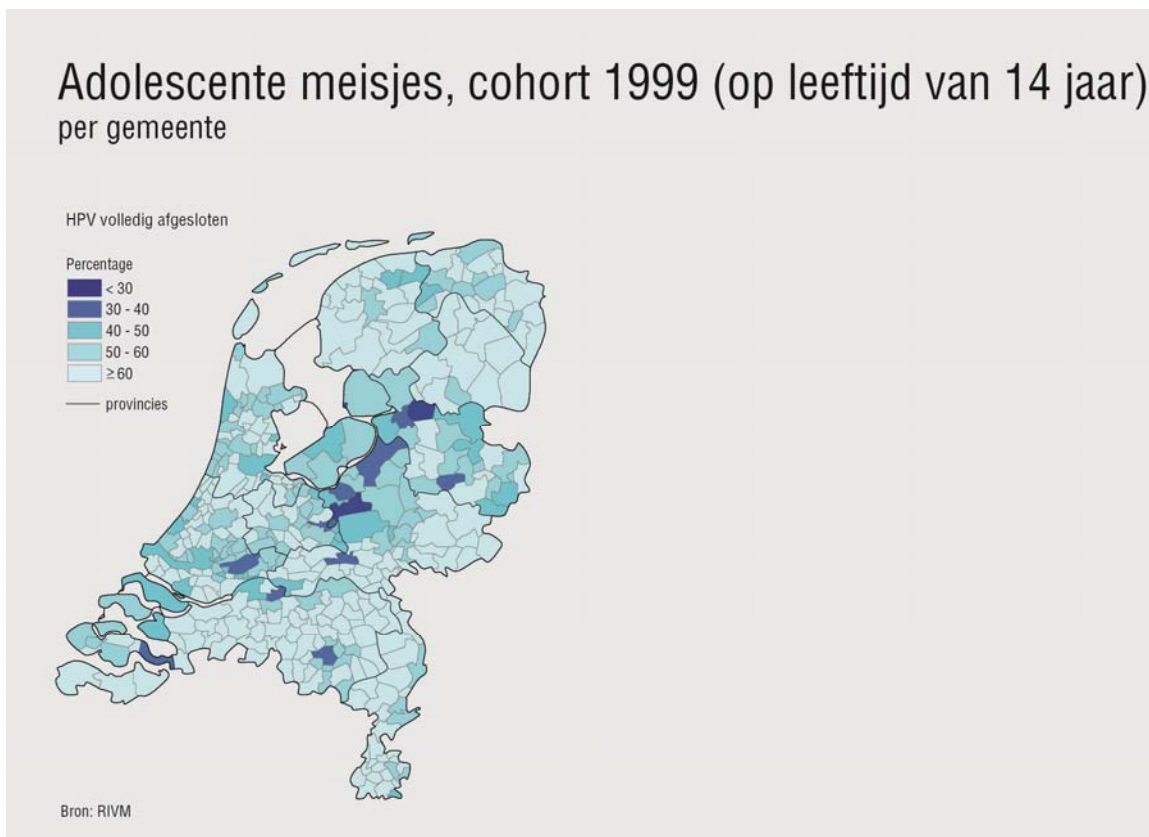 Adolescente meisjes, cohort 1999 (op leeftijd van 14 jaar)
per gemeente
HPV volledig afgesloten
Percentage
< 30
30 - 40
40 - 50
50 - 60
≥ 60
provincies
Bron: RIVM